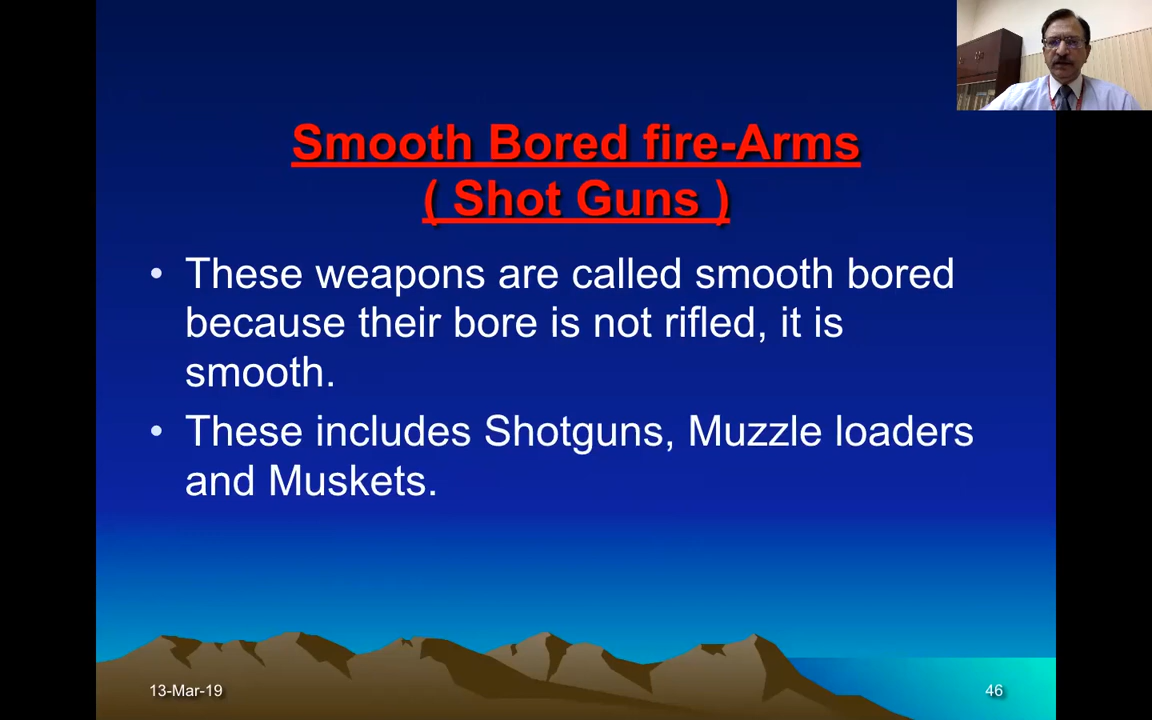 Smooth Bored fire-Arms
( Shot Guns )
• These weapons are called smooth bored
because their bore is not rifled, it is
smooth.
• These includes Shotguns, Muzzle loaders
and Muskets.
13-Mar-19
46